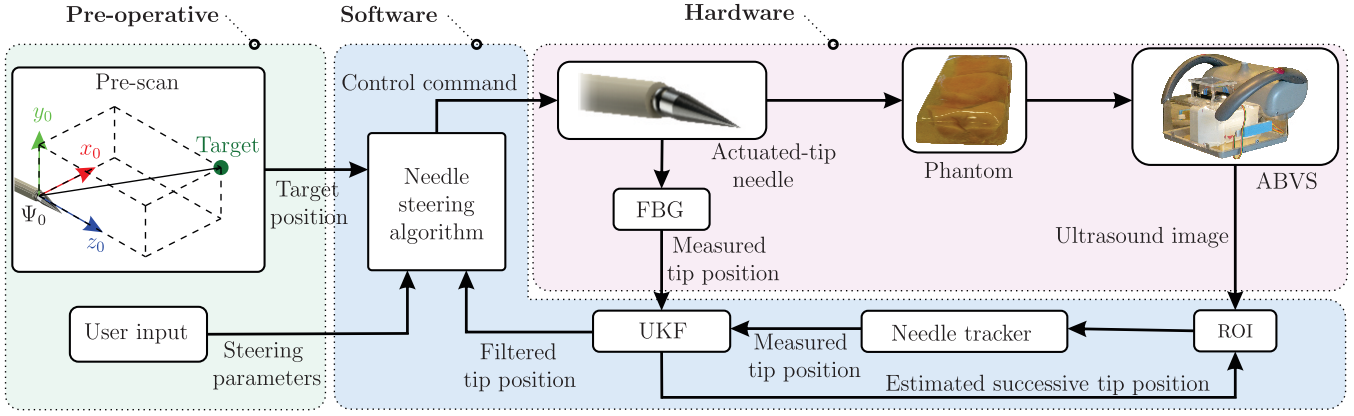 Pre-operative
Software
Hardware
Pre-scan
y0
x0
Target
Ψ0
z0
Target
position
User input
Steering
parameters
Control command
Needle
steering
algorithm
Actuated-tip
needle
Phantom
ABVS
FBG
Measured
tip position
Ultrasound image
UKF
Filtered
tip position
Measured
tip position
Needle tracker
ROI
Estimated successive tip position